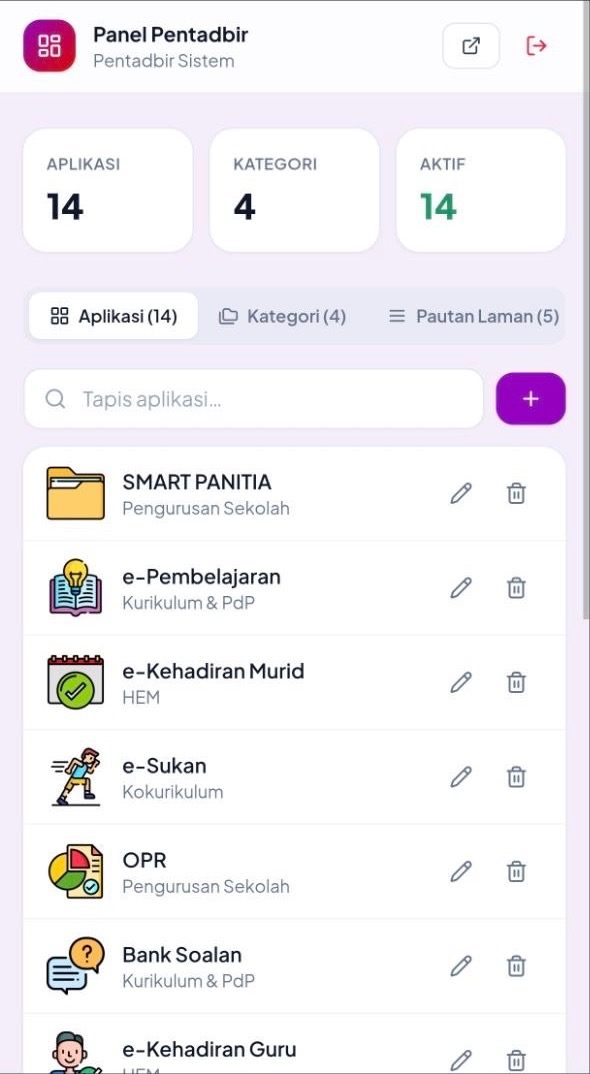 Panel Pentadbir
Pentadbir Sistem
APLIKASI
14
KATEGORI
4
AKTIF
14
Aplikasi (14)
Kategori (4)
Pautan Laman (5)
Tapis aplikasi...
+
SMART PANITIA
Pengurusan Sekolah
e-Pembelajaran
Kurikulum & PdP
e-Kehadiran Murid
HEM
e-Sukan
Kokurikulum
OPR
Pengurusan Sekolah
?
Bank Soalan
Kurikulum & PdP
e-Kehadiran Guru
HEM